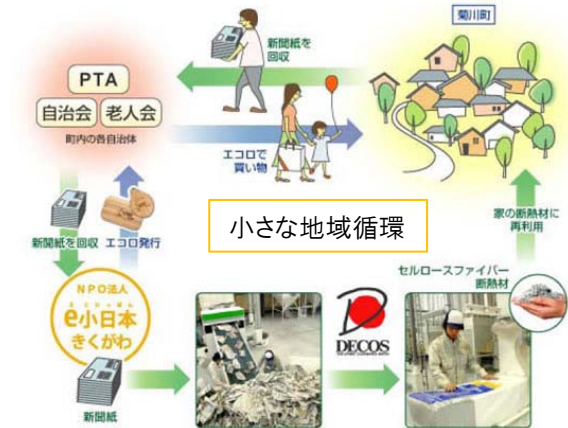 菊川町
新聞紙を
回収
PTA
自治会 老人会
町内の各自治体
エコロで
買い物
新聞紙を回収 エコロ発行
小さな地域循環
家の断熱材に
再利用
セルロースファイバー
断熱材
NPO法人
e小日本
きくがわ
DECOS
新聞紙